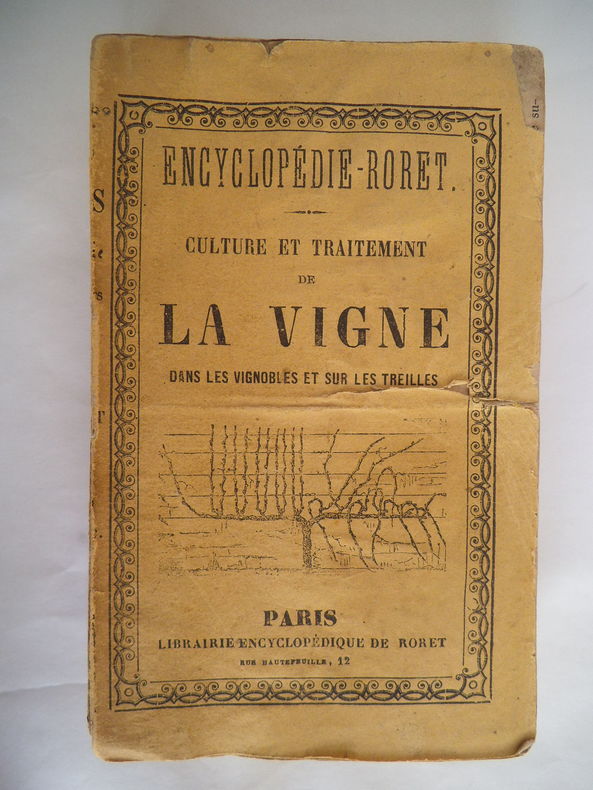 ENCYCLOPÉDIE-RORET.
CULTURE ET TRAITEMENT
DE
LA VIGNE
DANS LES VIGNOBLES ET SUR LES TREILLES
PARIS
LIBRAIRIE ENCYCLOPÉDIQUE DE RORET
RUE HAUTEFEUILLE, 12
su-